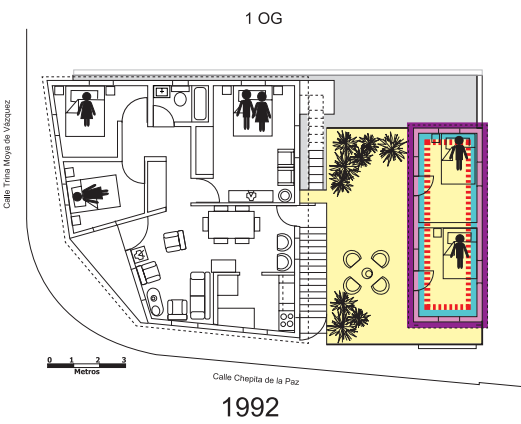 1 OG
Calle Trina Moya de Vázquez
0 1 2 3
Metros
Calle Chepita de la Paz
1992